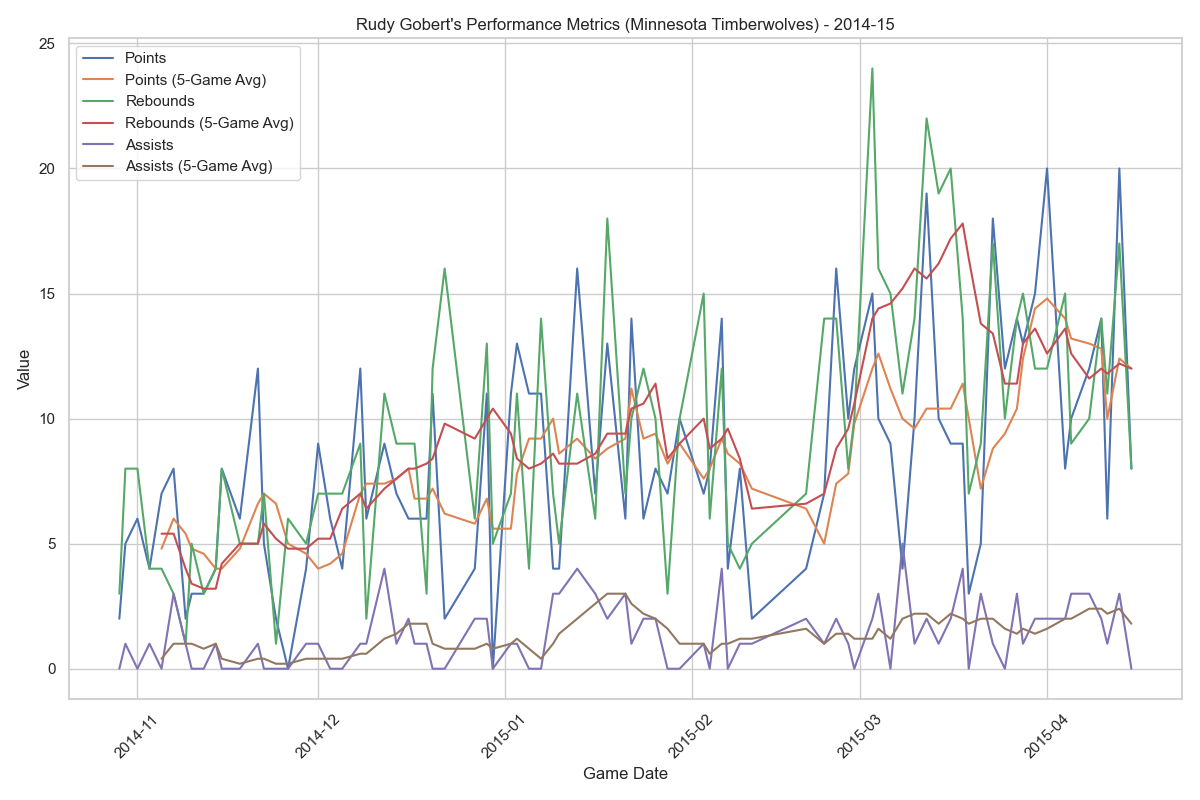 Rudy Gobert's Performance Metrics (Minnesota Timberwolves) - 2014-15
25
20
15
10
5
0
Value
Points
Points (5-Game Avg)
Rebounds
Rebounds (5-Game Avg)
Assists
Assists (5-Game Avg)
2014-11
2014-12
2015-01
2015-02
2015-03
2015-04
Game Date